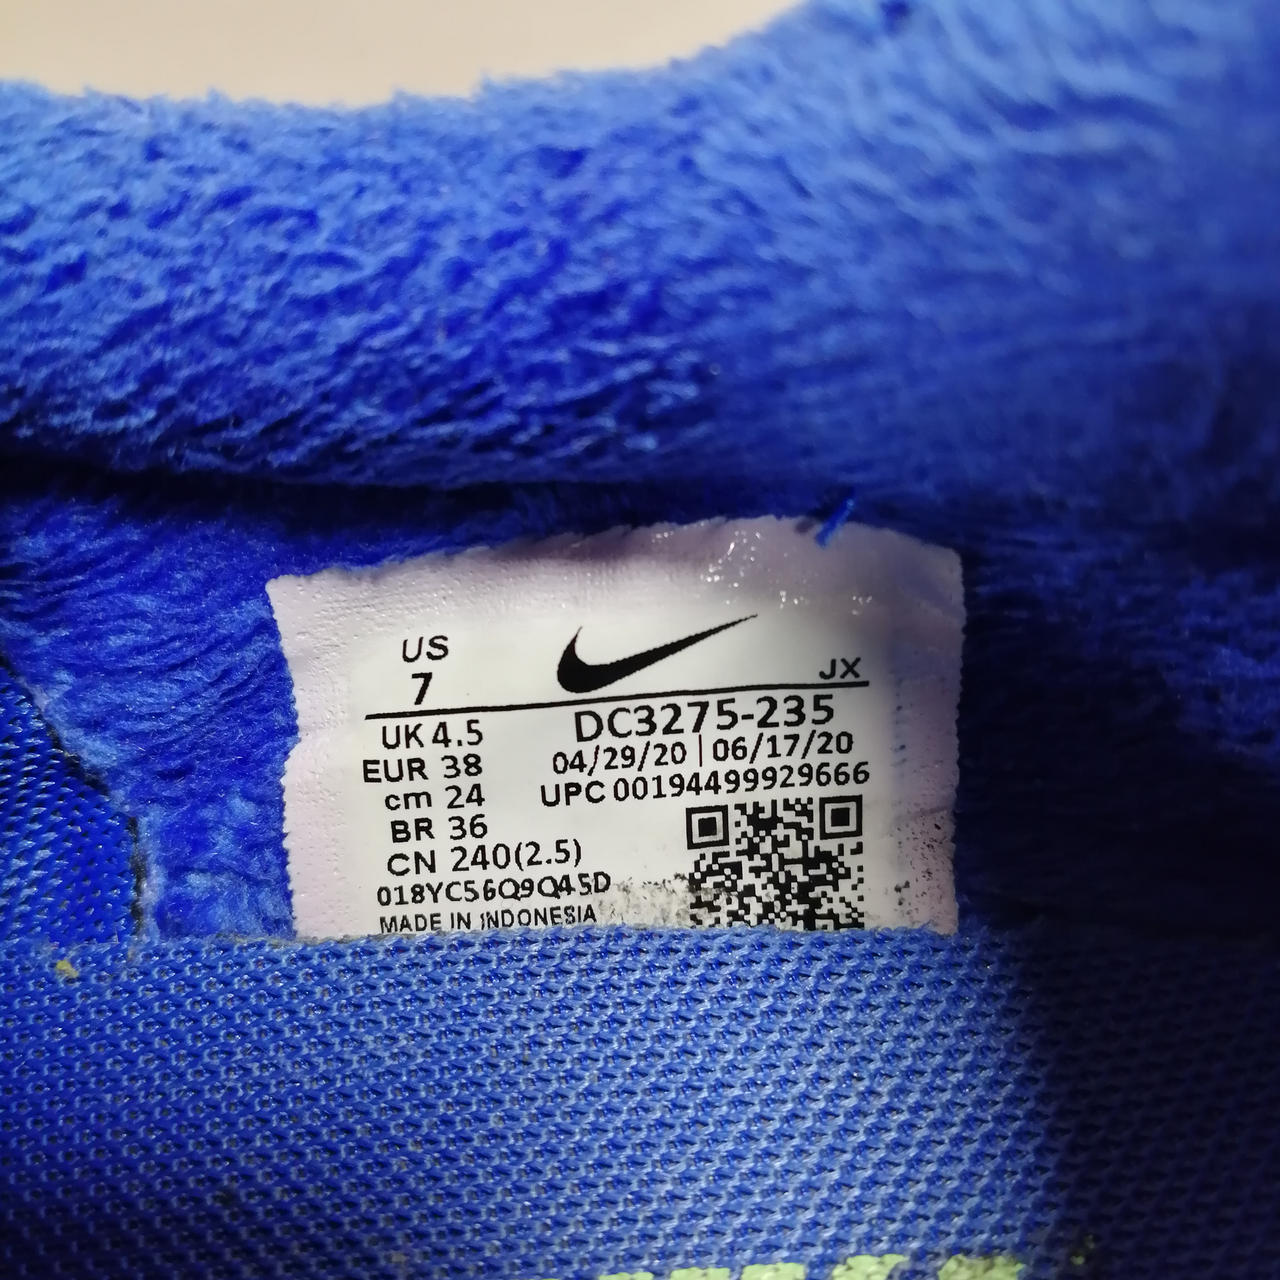 US
7
JX
UK 4.5
EUR 38
cm 24
BR 36
CN 240(2.5)
018YC56Q9Q45D
MADE IN INDONESIA
DC3275-235
04/29/20 | 06/17/20
UPC 00194499929666